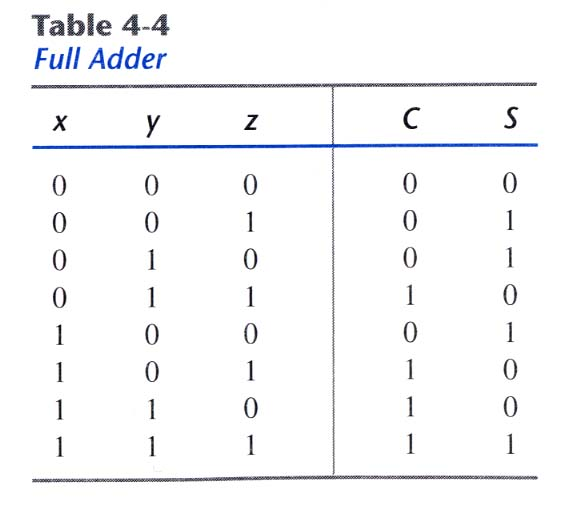 Table 4-4
Full Adder
x y z C S
0 0 0 0 0
0 0 1 0 1
0 1 0 0 1
0 1 1 1 0
1 0 0 0 1
1 0 1 1 0
1 1 0 1 0
1 1 1 1 1